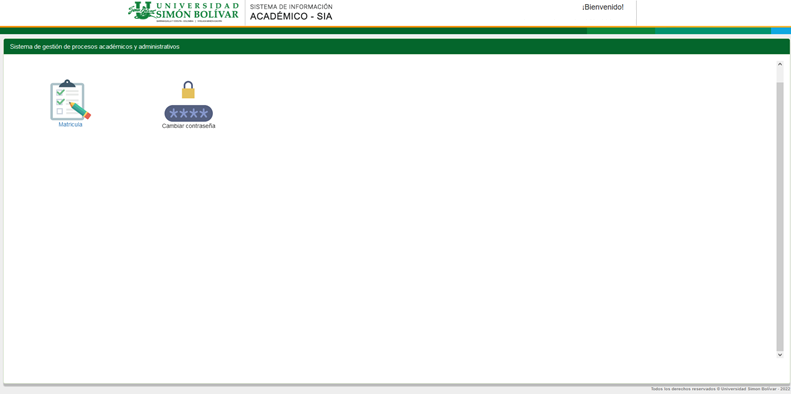 UNIVERSIDAD
SIMÓN BOLÍVAR
SISTEMA DE INFORMACIÓN
ACADÉMICO - SIA
¡Bienvenido!
Sistema de gestión de procesos académicos y administrativos
Matrícula
****
Cambiar contraseña
Todos los derechos reservados © Universidad Simon Bolívar - 2022